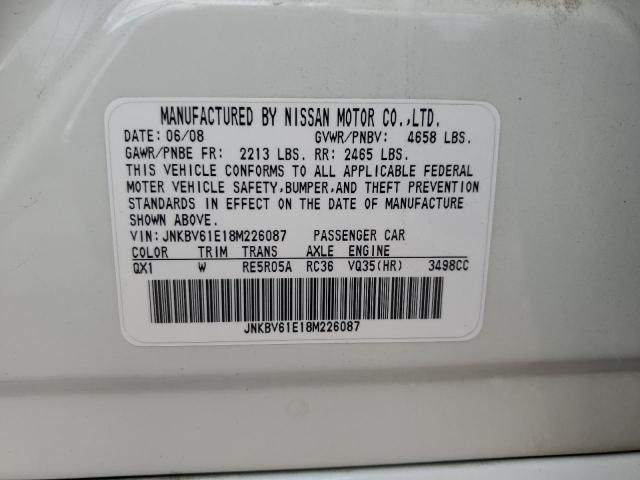 MANUFACTURED BY NISSAN MOTOR CO.,LTD.
DATE: 06/08 GVWR/PNBV: 4658 LBS.
GAWR/PNBE FR: 2213 LBS. RR: 2465 LBS.
THIS VEHICLE CONFORMS TO ALL APPLICABLE FEDERAL
MOTER VEHICLE SAFETY,BUMPER,AND THEFT PREVENTION
STANDARDS IN EFFECT ON THE DATE OF MANUFACTURE
SHOWN ABOVE.
VIN: JNKBV61E18M226087 PASSENGER CAR
COLOR TRIM TRANS AXLE ENGINE
QX1 W RE5R05A RC36 VQ35(HR) 3498CC
JNKBV61E18M226087